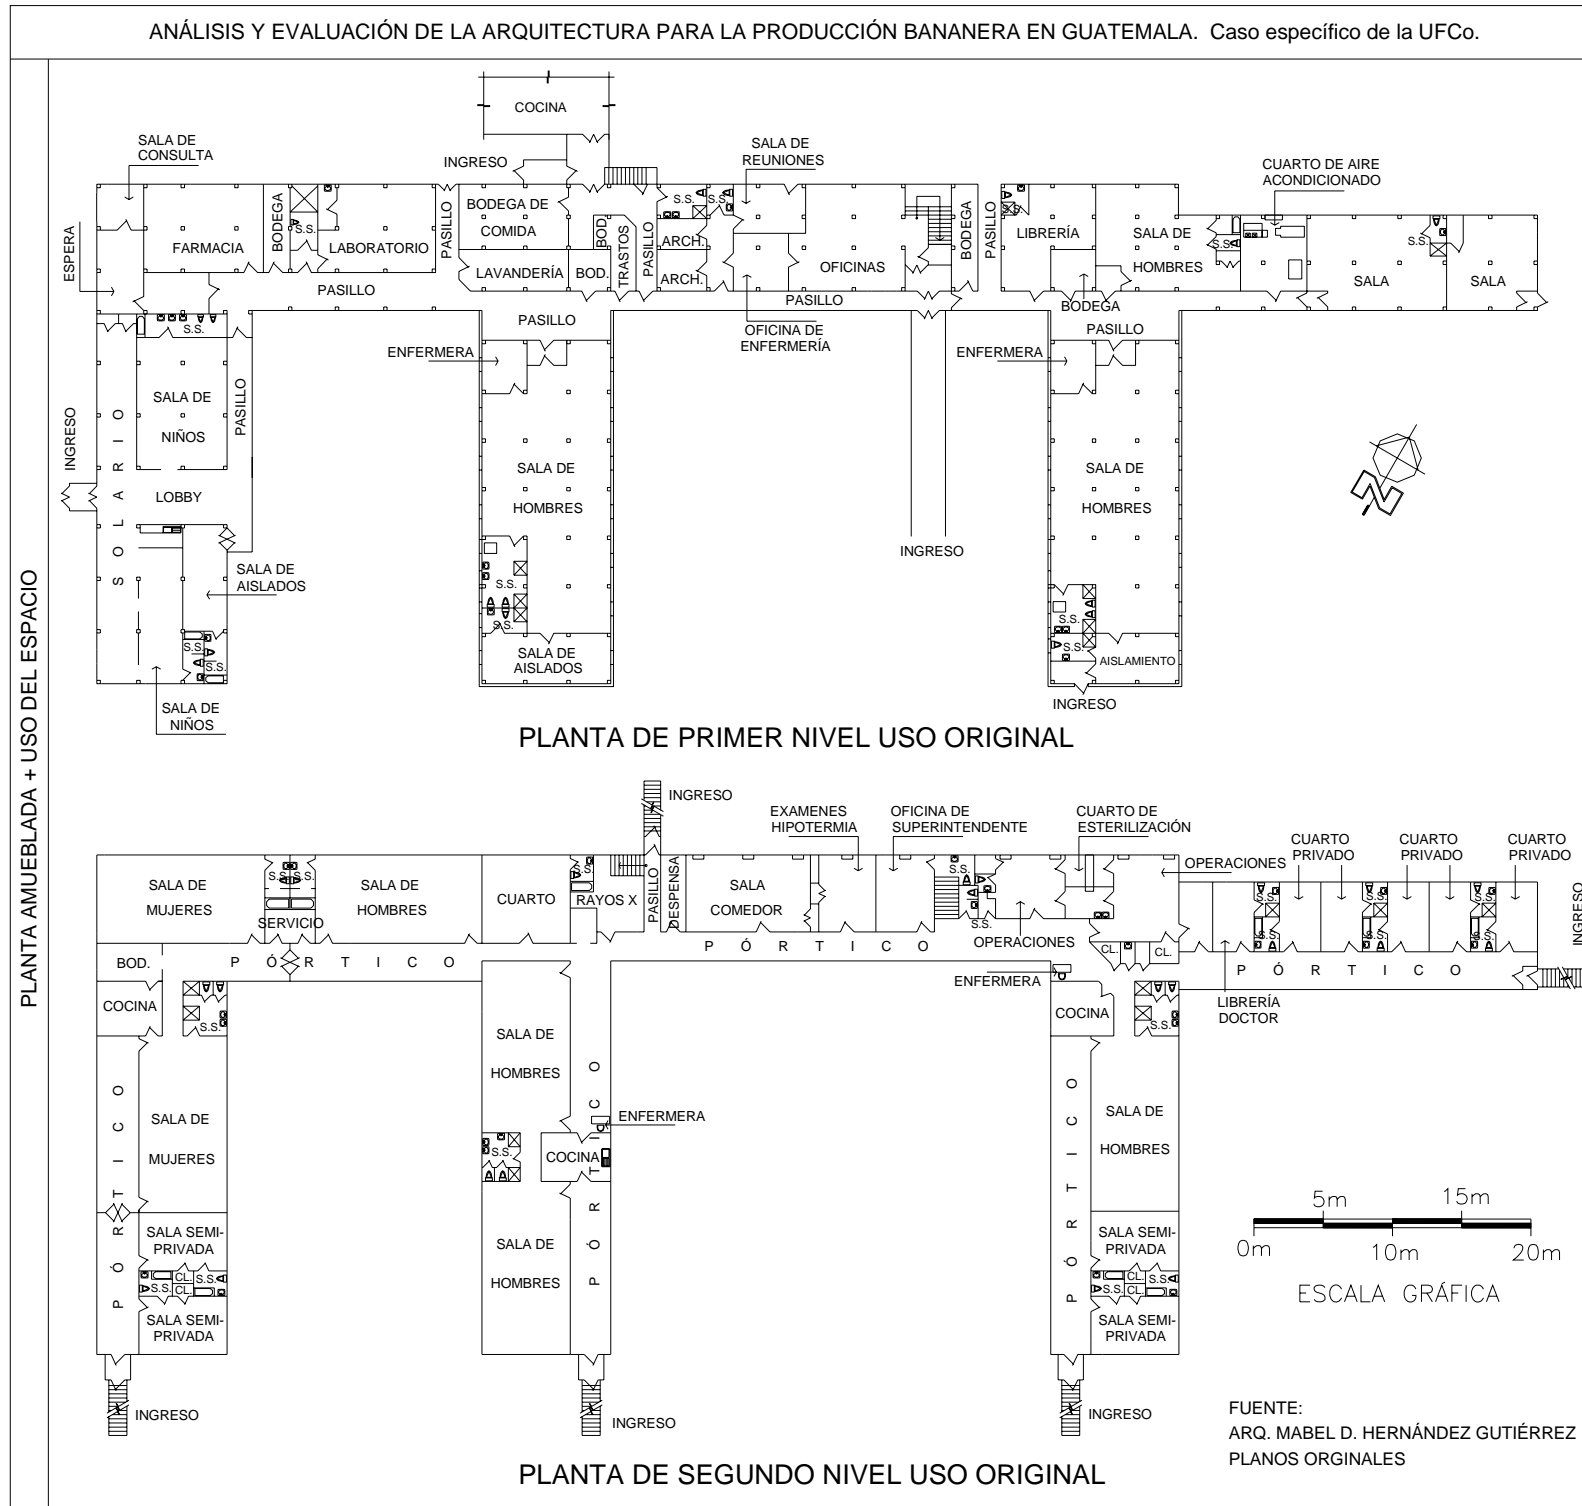 ANÁLISIS Y EVALUACIÓN DE LA ARQUITECTURA PARA LA PRODUCCIÓN BANANERA EN GUATEMALA. Caso específico de la UFCo.
PLANTA AMUEBLADA + USO DEL ESPACIO
COCINA
SALA DE
CONSULTA
INGRESO
SALA DE
REUNIONES
CUARTO DE AIRE
ACONDICIONADO
ESPERA
FARMACIA
BODEGA
S.S.
LABORATORIO
PASILLO
BODEGA DE
COMIDA
LAVANDERÍA
BOD.
BOD.
TRASTOS
PASILLO
S.S.
S.S.
ARCH.
ARCH.
OFICINAS
BODEGA
PASILLO
S.S.
LIBRERÍA
SALA DE
HOMBRES
S.S.
S.S.
SALA
SALA
PASILLO
PASILLO
BODEGA
PASILLO
OFICINA DE
ENFERMERÍA
PASILLO
ENFERMERA
ENFERMERA
S.S.
SALA DE
NIÑOS
PASILLO
INGRESO
SOLARIO
LOBBY
SALA DE
HOMBRES
SALA DE
HOMBRES
INGRESO
SALA DE
AISLADOS
S.S.
S.S.
S.S.
S.S.
SALA DE
AISLADOS
S.S.
AISLAMIENTO
INGRESO
SALA DE
NIÑOS
PLANTA DE PRIMER NIVEL USO ORIGINAL
INGRESO
EXAMENES
HIPOTERMIA
OFICINA DE
SUPERINTENDENTE
CUARTO DE
ESTERILIZACIÓN
OPERACIONES
CUARTO
PRIVADO
CUARTO
PRIVADO
CUARTO
PRIVADO
INGRESO
SALA DE
MUJERES
S.S.
S.S.
SERVICIO
SALA DE
HOMBRES
CUARTO
S.S.
RAYOS X
PASILLO
DESPENSA
SALA
COMEDOR
S.S.
S.S.
OPERACIONES
S.S.
S.S.
S.S.
S.S.
S.S.
S.S.
CL.
CL.
BOD.
PÓRTICO
PÓRTICO
PÓRTICO
ENFERMERA
LIBRERÍA
DOCTOR
COCINA
S.S.
SALA DE
HOMBRES
COCINA
S.S.
PÓRTICO
SALA DE
MUJERES
PÓRTICO
ENFERMERA
S.S.
COCINA
PÓRTICO
SALA DE
HOMBRES
SALA DE
HOMBRES
SALA SEMI-
PRIVADA
CL.
S.S.
S.S.
CL.
SALA SEMI-
PRIVADA
SALA SEMI-
PRIVADA
CL.
S.S.
S.S.
CL.
SALA SEMI-
PRIVADA
INGRESO
INGRESO
INGRESO
5m
15m
0m
10m
20m
ESCALA GRÁFICA
FUENTE:
ARQ. MABEL D. HERNÁNDEZ GUTIÉRREZ
PLANOS ORGINALES
PLANTA DE SEGUNDO NIVEL USO ORIGINAL